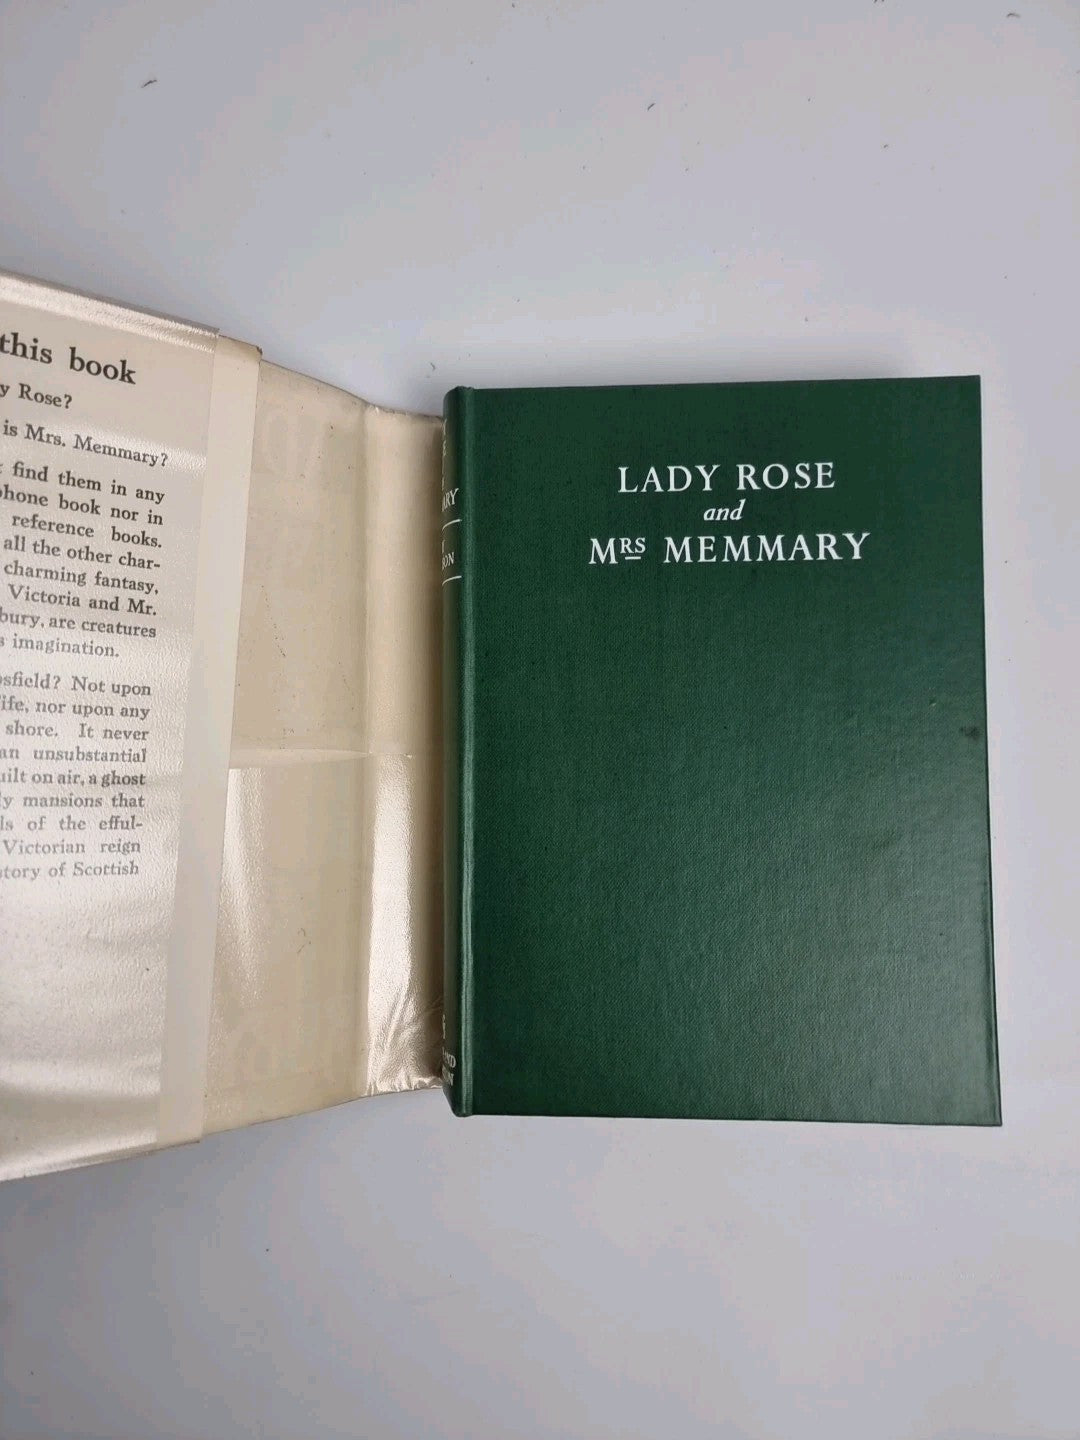 this book
y Rose?
is Mrs. Memmary?
find them in any
phone book nor in
reference books.
all the other char-
charming fantasy,
Victoria and Mr.
bury, are creatures
s imagination.
sfield? Not upon
ife, nor upon any
shore. It never
an unsubstantial
uilt on air, a ghost
ly mansions that
ls of the efful-
Victorian reign
story of Scottish
LADY ROSE
and
MRS MEMMARY